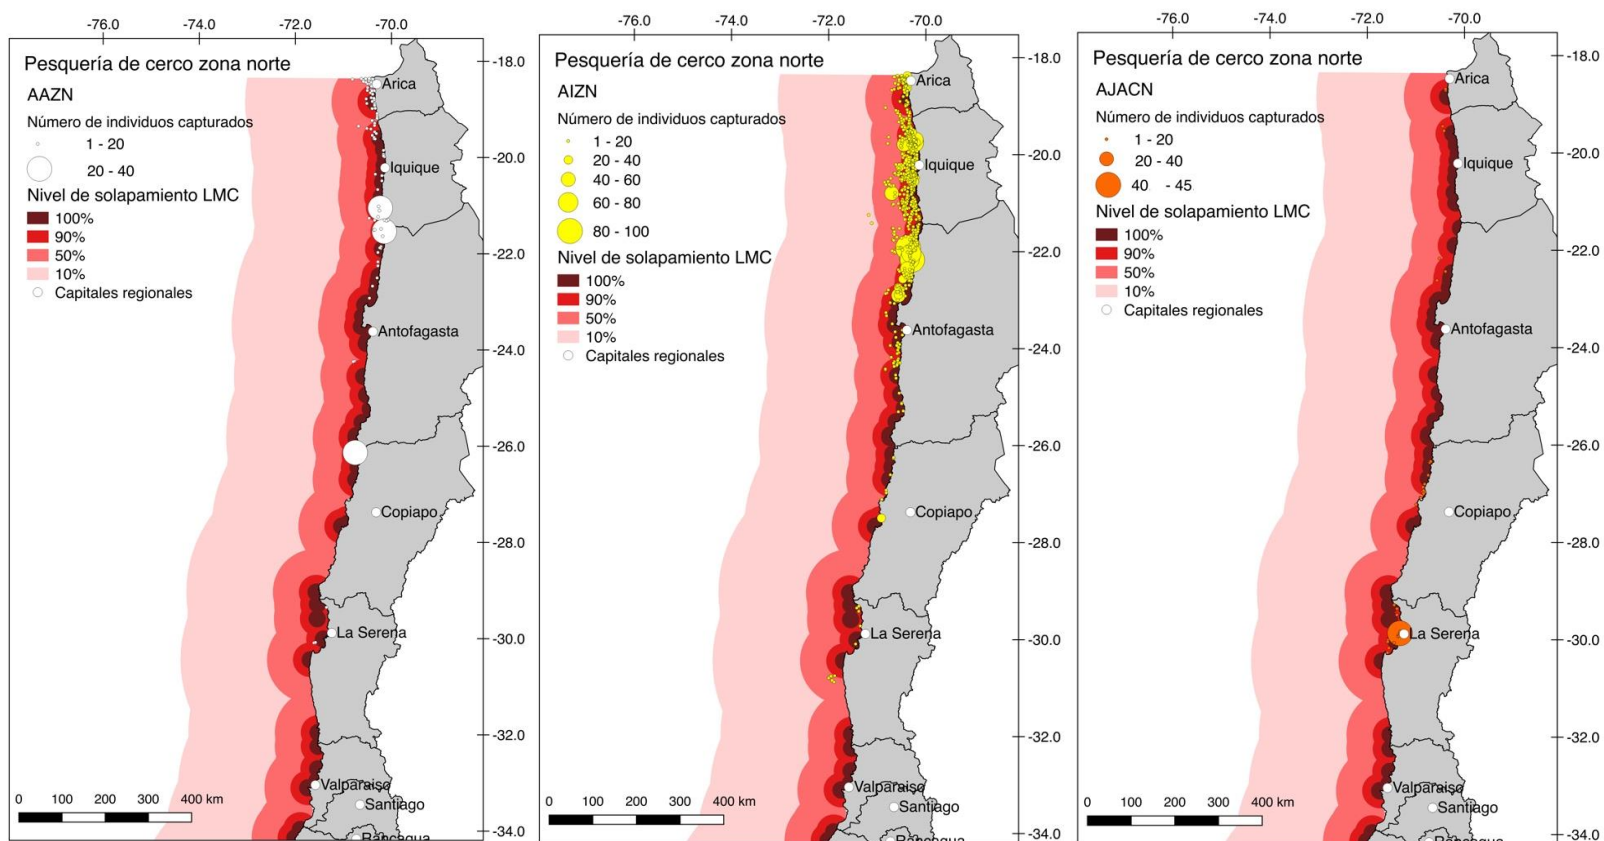 -76.0 -74.0 -72.0 -70.0
Pesquería de cerco zona norte
AAZN
Número de individuos capturados
1 - 20
20 - 40
Nivel de solapamiento LMC
100%
90%
50%
10%
Capitales regionales
Arica
Iquique
Antofagasta
Copiapo
La Serena
Valparaiso
Santiago
Rancagua
-18.0
-20.0
-22.0
-24.0
-26.0
-28.0
-30.0
-32.0
-34.0
0 100 200 300 400 km
-76.0 -74.0 -72.0 -70.0
Pesquería de cerco zona norte
AIZN
Número de individuos capturados
1 - 20
20 - 40
40 - 60
60 - 80
80 - 100
Nivel de solapamiento LMC
100%
90%
50%
10%
Capitales regionales
Arica
Iquique
Antofagasta
Copiapo
La Serena
Valparaiso
Santiago
Rancagua
-18.0
-20.0
-22.0
-24.0
-26.0
-28.0
-30.0
-32.0
-34.0
0 100 200 300 400 km
-76.0 -74.0 -72.0 -70.0
Pesquería de cerco zona norte
AJACN
Número de individuos capturados
1 - 20
20 - 40
40 - 45
Nivel de solapamiento LMC
100%
90%
50%
10%
Capitales regionales
Arica
Iquique
Antofagasta
Copiapo
La Serena
Valparaiso
Santiago
Rancagua
-18.0
-20.0
-22.0
-24.0
-26.0
-28.0
-30.0
-32.0
-34.0
0 100 200 300 400 km